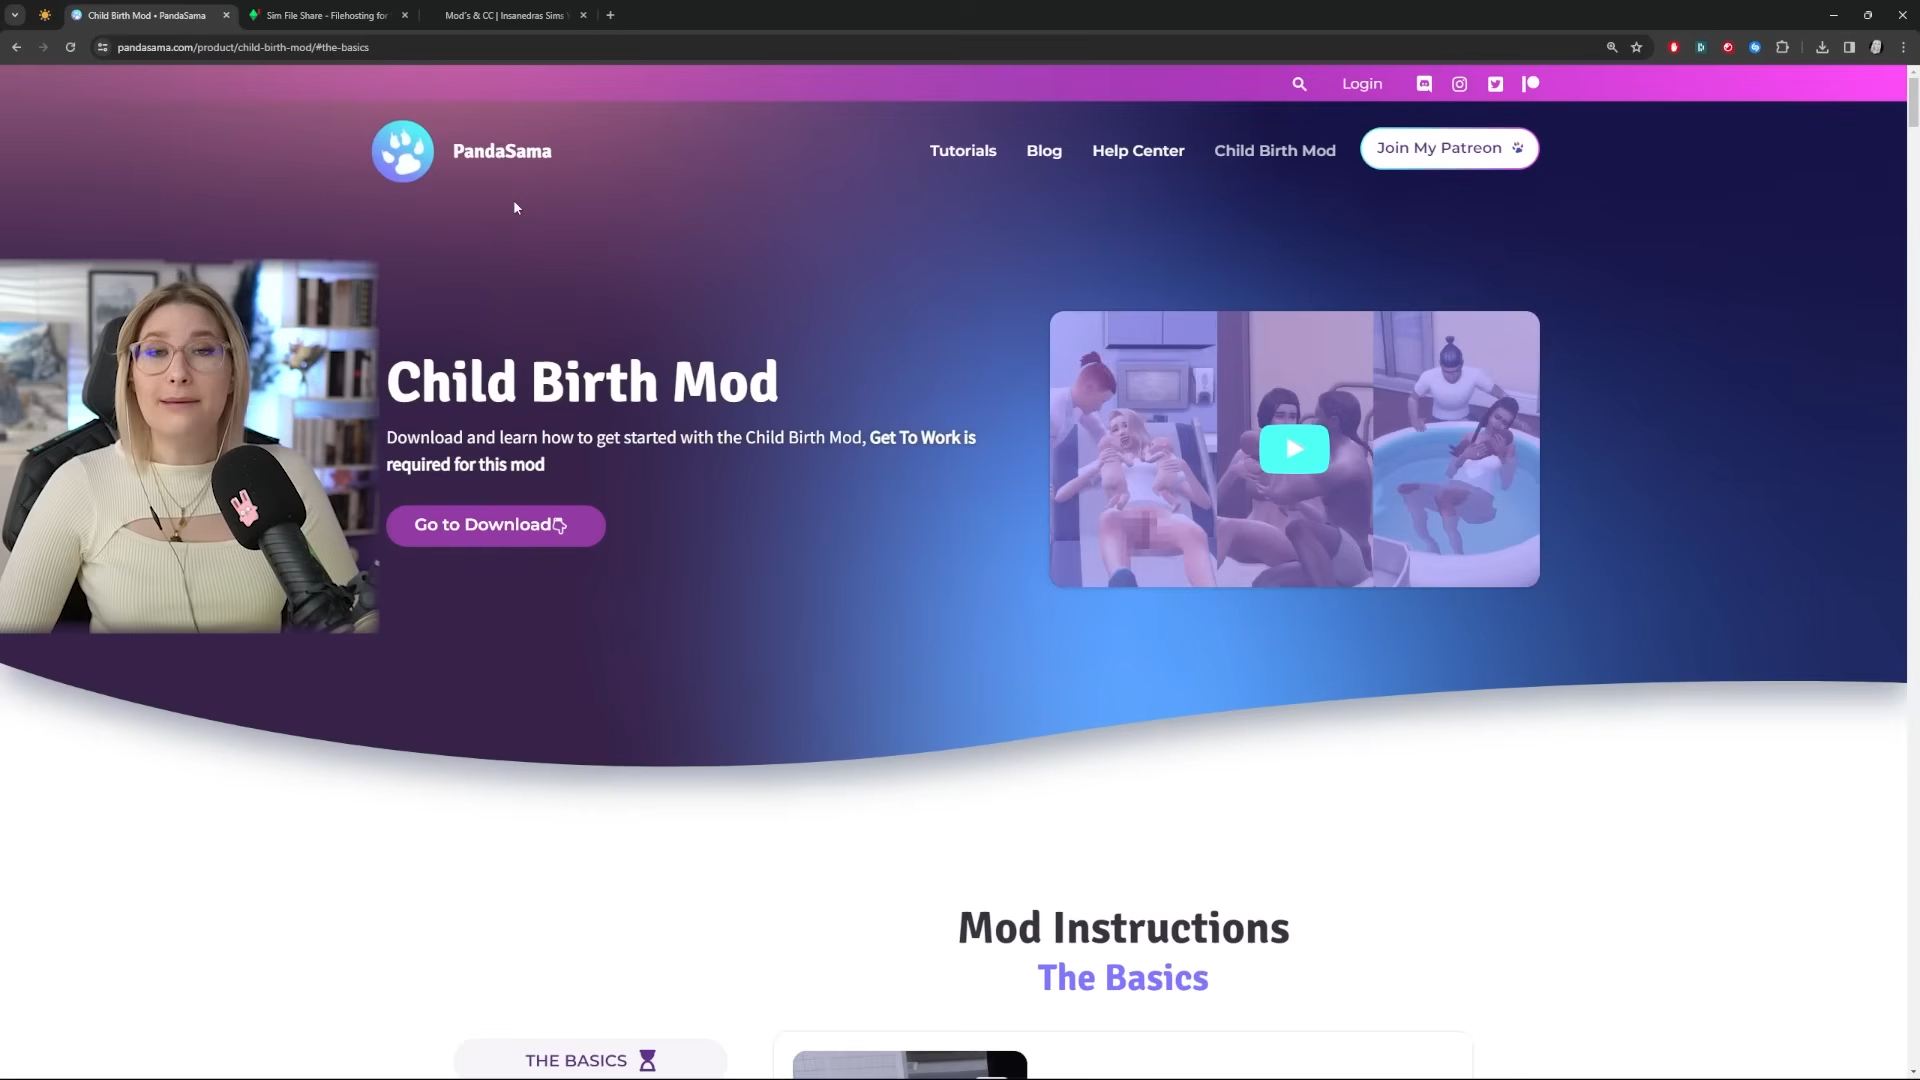 Child Birth Mod • PandaSama
Sim File Share - Filehosting for
Mod's & CC | Insanedras Sims
pandasama.com/product/child-birth-mod/#the-basics
Login
PandaSama
Tutorials
Blog
Help Center
Child Birth Mod
Join My Patreon
Child Birth Mod
Download and learn how to get started with the Child Birth Mod, Get To Work is
required for this mod
Go to Download
Mod Instructions
The Basics
THE BASICS